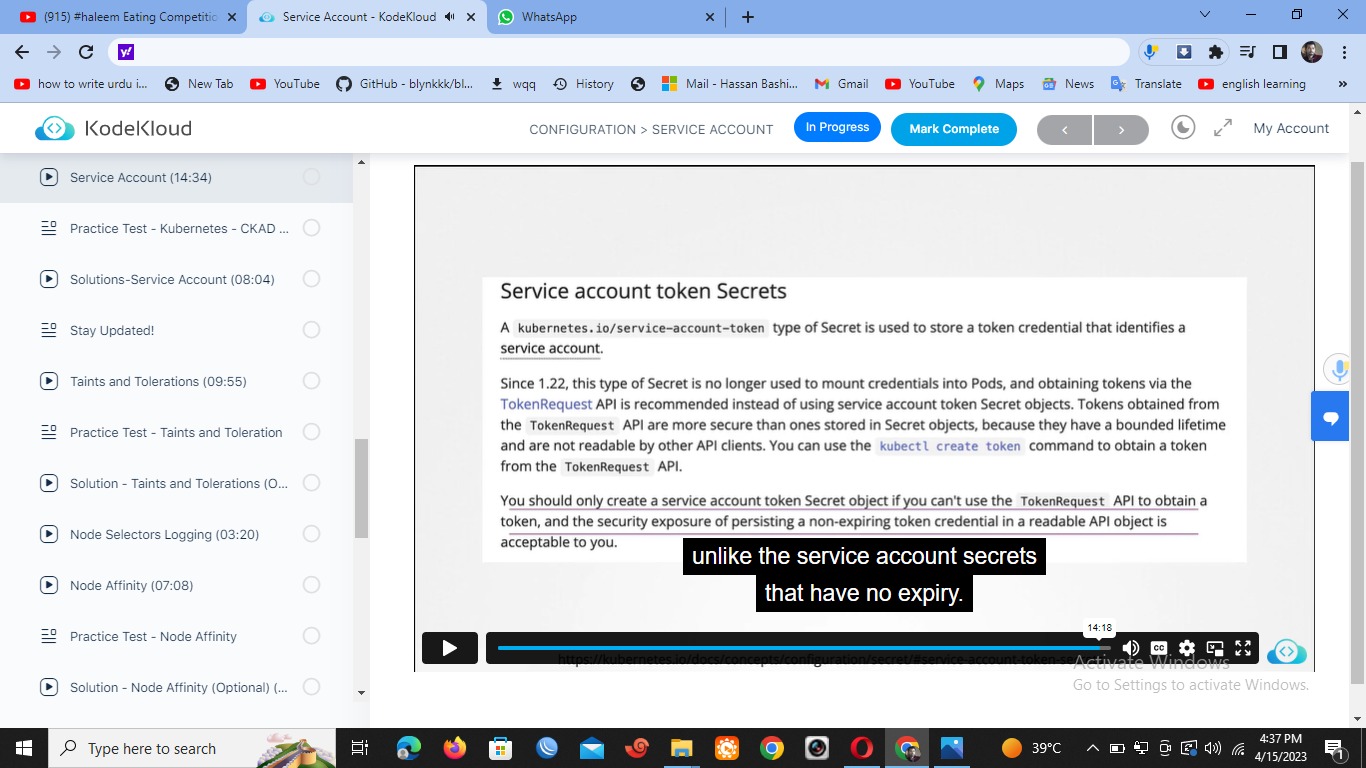 (915) #haleem Eating Competitio
Service Account - KodeKloud
WhatsApp
how to write urdu i...
New Tab
YouTube
GitHub - blynkkk/bl...
wqq
History
Mail - Hassan Bashi...
Gmail
YouTube
Maps
News
Translate
english learning
»
KodeKloud
CONFIGURATION > SERVICE ACCOUNT
In Progress
Mark Complete
My Account
Service Account (14:34)
Practice Test - Kubernetes - CKAD ...
Solutions-Service Account (08:04)
Stay Updated!
Taints and Tolerations (09:55)
Practice Test - Taints and Toleration
Solution - Taints and Tolerations (O...
Node Selectors Logging (03:20)
Node Affinity (07:08)
Practice Test - Node Affinity
Solution - Node Affinity (Optional) (...
Service account token Secrets
A kubernetes.io/service-account-token type of Secret is used to store a token credential that identifies a
service account.
Since 1.22, this type of Secret is no longer used to mount credentials into Pods, and obtaining tokens via the
TokenRequest API is recommended instead of using service account token Secret objects. Tokens obtained from
the TokenRequest API are more secure than ones stored in Secret objects, because they have a bounded lifetime
and are not readable by other API clients. You can use the kubectl create token command to obtain a token
from the TokenRequest API.
You should only create a service account token Secret object if you can't use the TokenRequest API to obtain a
token, and the security exposure of persisting a non-expiring token credential in a readable API object is
acceptable to you.
unlike the service account secrets
that have no expiry.
14:18
CC
https://kubernetes.io/docs/concepts/configuration/secret/#service-account-token-se
Activate Windows
Go to Settings to activate Windows.
Type here to search
39°C
4:37 PM
4/15/2023
1